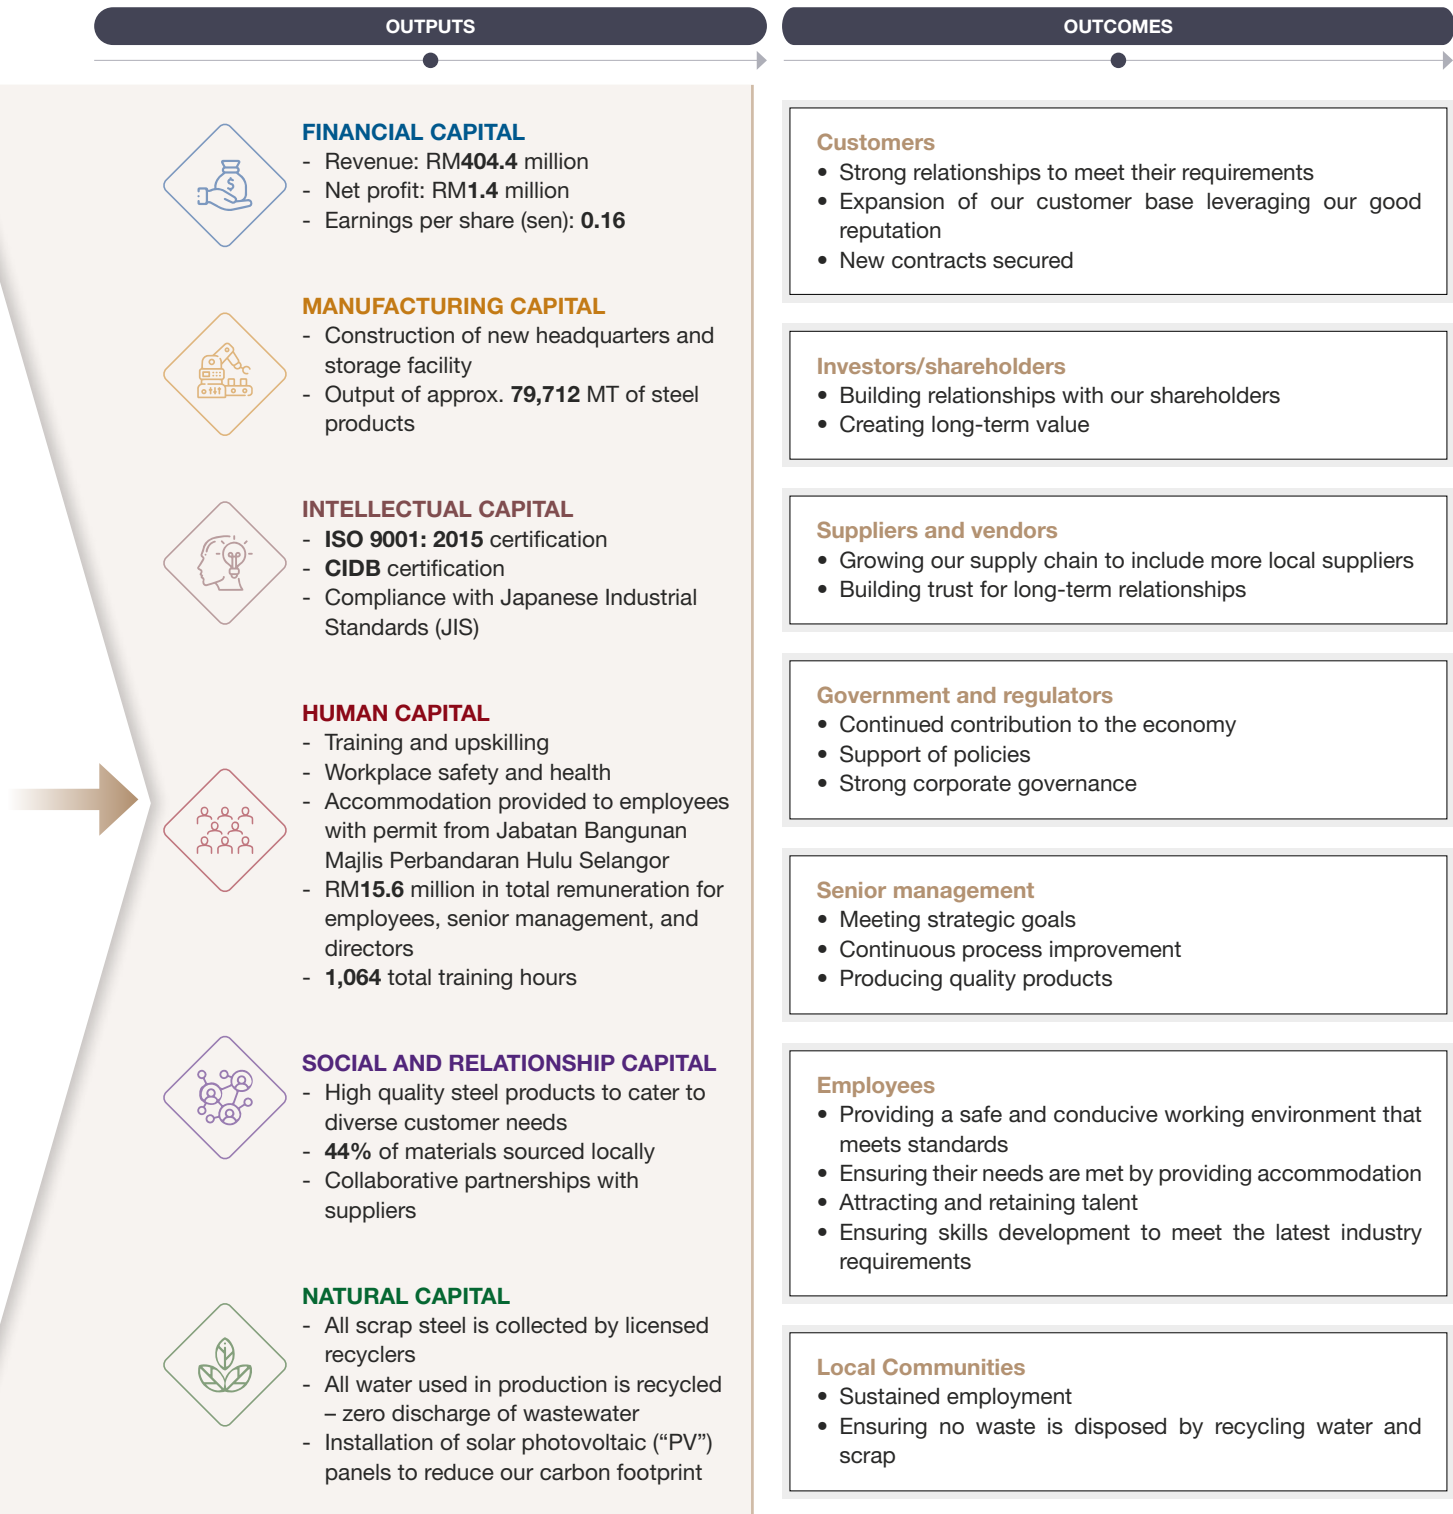 OUTPUTS
FINANCIAL CAPITAL
- Revenue: RM404.4 million
- Net profit: RM1.4 million
- Earnings per share (sen): 0.16
MANUFACTURING CAPITAL
- Construction of new headquarters and
storage facility
- Output of approx. 79,712 MT of steel
products
INTELLECTUAL CAPITAL
- ISO 9001: 2015 certification
- CIDB certification
- Compliance with Japanese Industrial
Standards (JIS)
HUMAN CAPITAL
- Training and upskilling
- Workplace safety and health
- Accommodation provided to employees
with permit from Jabatan Bangunan
Majlis Perbandaran Hulu Selangor
- RM15.6 million in total remuneration for
employees, senior management, and
directors
- 1,064 total training hours
SOCIAL AND RELATIONSHIP CAPITAL
- High quality steel products to cater to
diverse customer needs
- 44% of materials sourced locally
- Collaborative partnerships with
suppliers
NATURAL CAPITAL
- All scrap steel is collected by licensed
recyclers
- All water used in production is recycled
– zero discharge of wastewater
- Installation of solar photovoltaic (“PV”)
panels to reduce our carbon footprint
OUTCOMES
Customers
• Strong relationships to meet their requirements
• Expansion of our customer base leveraging our good
reputation
• New contracts secured
Investors/shareholders
• Building relationships with our shareholders
• Creating long-term value
Suppliers and vendors
• Growing our supply chain to include more local suppliers
• Building trust for long-term relationships
Government and regulators
• Continued contribution to the economy
• Support of policies
• Strong corporate governance
Senior management
• Meeting strategic goals
• Continuous process improvement
• Producing quality products
Employees
• Providing a safe and conducive working environment that
meets standards
• Ensuring their needs are met by providing accommodation
• Attracting and retaining talent
• Ensuring skills development to meet the latest industry
requirements
Local Communities
• Sustained employment
• Ensuring no waste is disposed by recycling water and
scrap